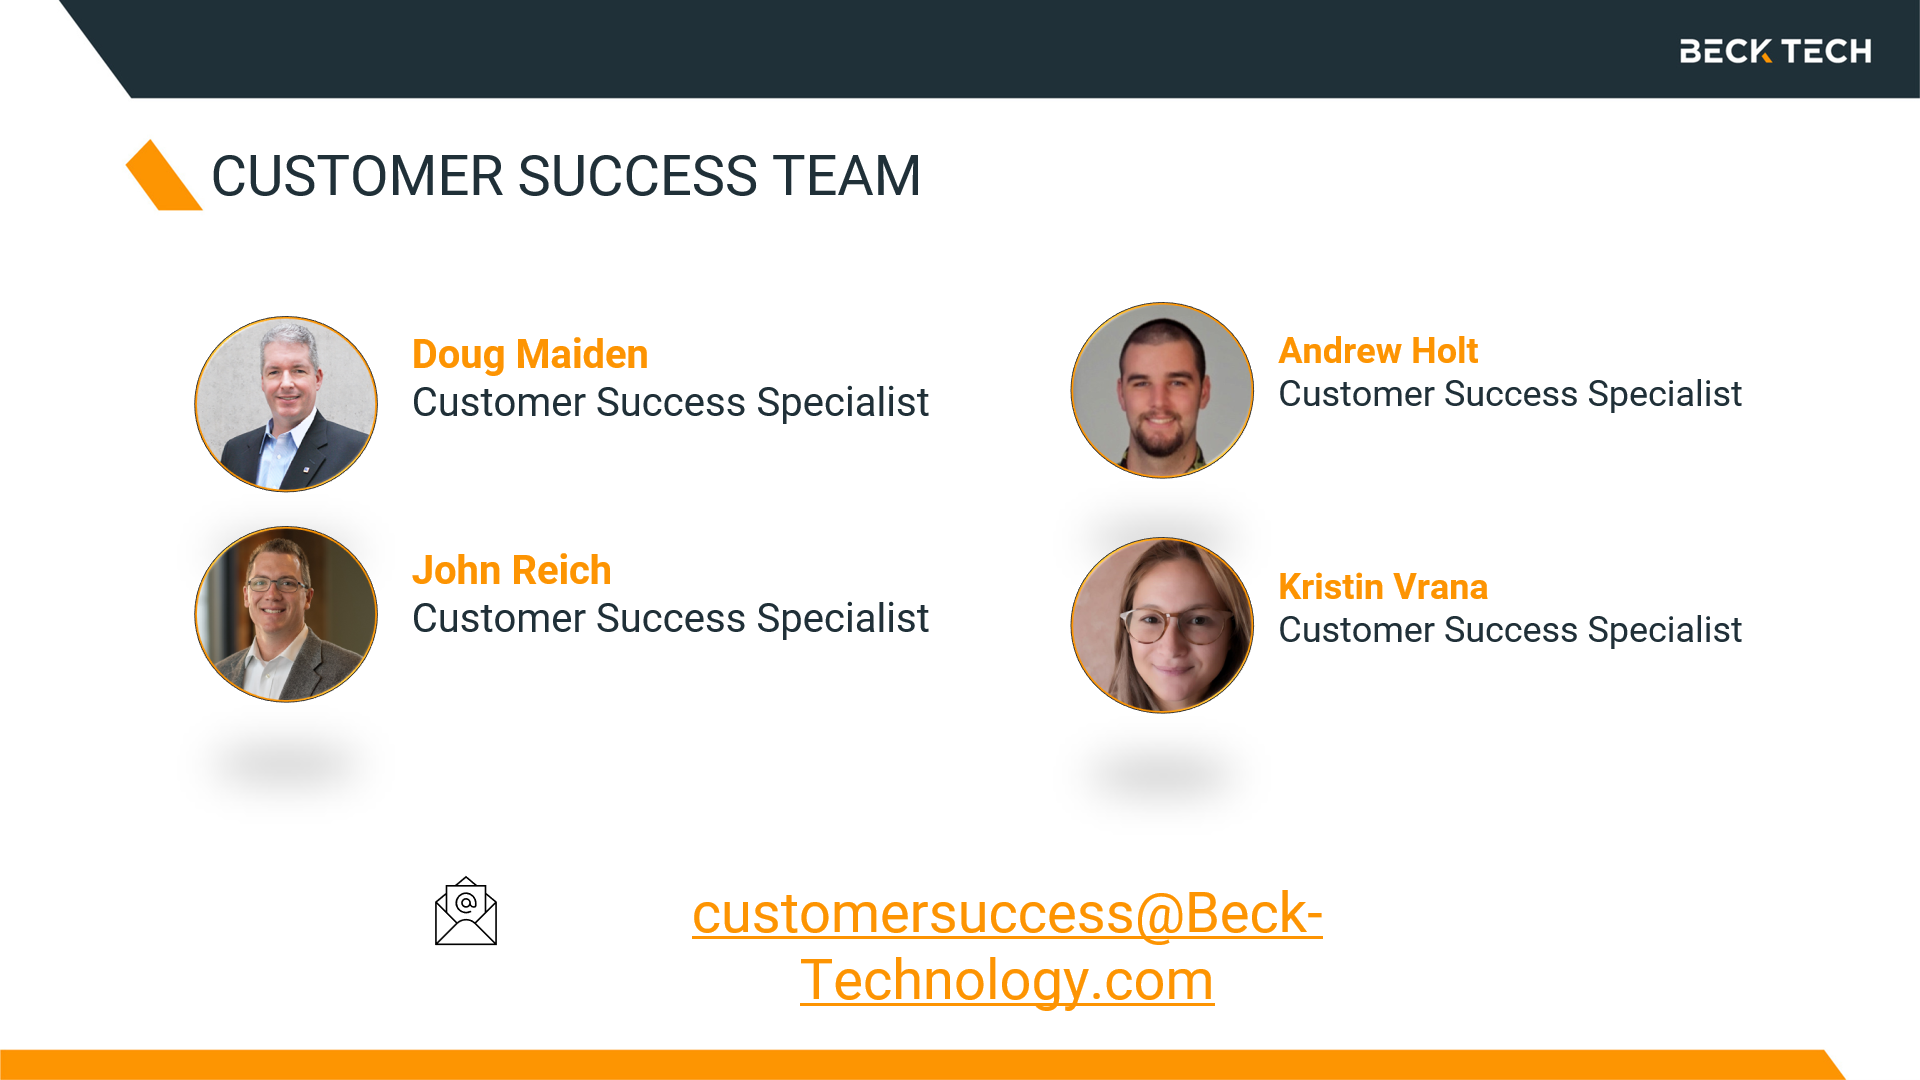 BECK TECH
CUSTOMER SUCCESS TEAM
Doug Maiden
Customer Success Specialist
Andrew Holt
Customer Success Specialist
John Reich
Customer Success Specialist
Kristin Vrana
Customer Success Specialist
@
customersuccess@Beck-
Technology.com